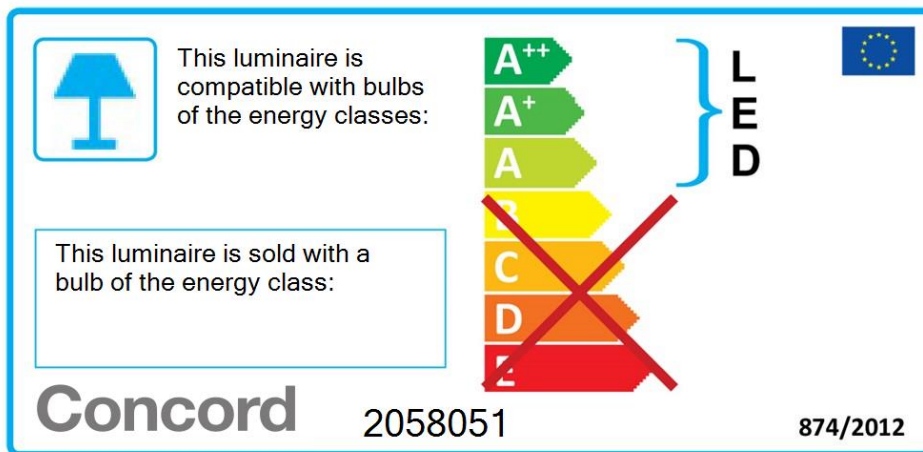 This luminaire is
compatible with bulbs
of the energy classes:
A++
A+
A
B
C
D
E
L
E
D
This luminaire is sold with a
bulb of the energy class:
Concord
2058051
874/2012